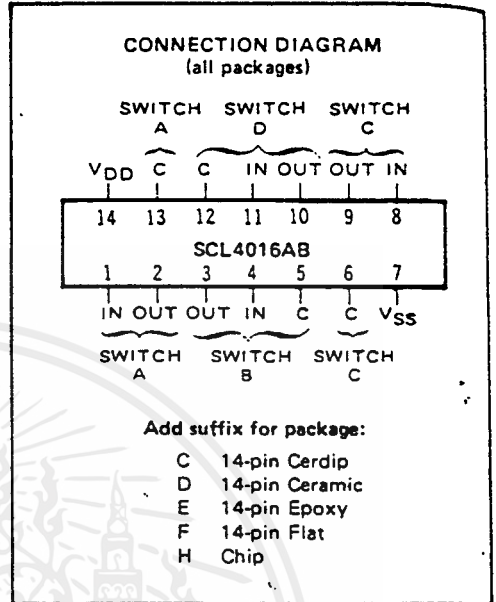 CONNECTION DIAGRAM
(all packages)
SWITCH SWITCH SWITCH
A D C
VDD C C IN OUT OUT IN
14 13 12 11 10 9 8
SCL4016AB
1 2 3 4 5 6 7
IN OUT OUT IN C C VSS
SWITCH SWITCH SWITCH
A B C
Add suffix for package:
C 14-pin Cerdip
D 14-pin Ceramic
E 14-pin Epoxy
F 14-pin Flat
H Chip